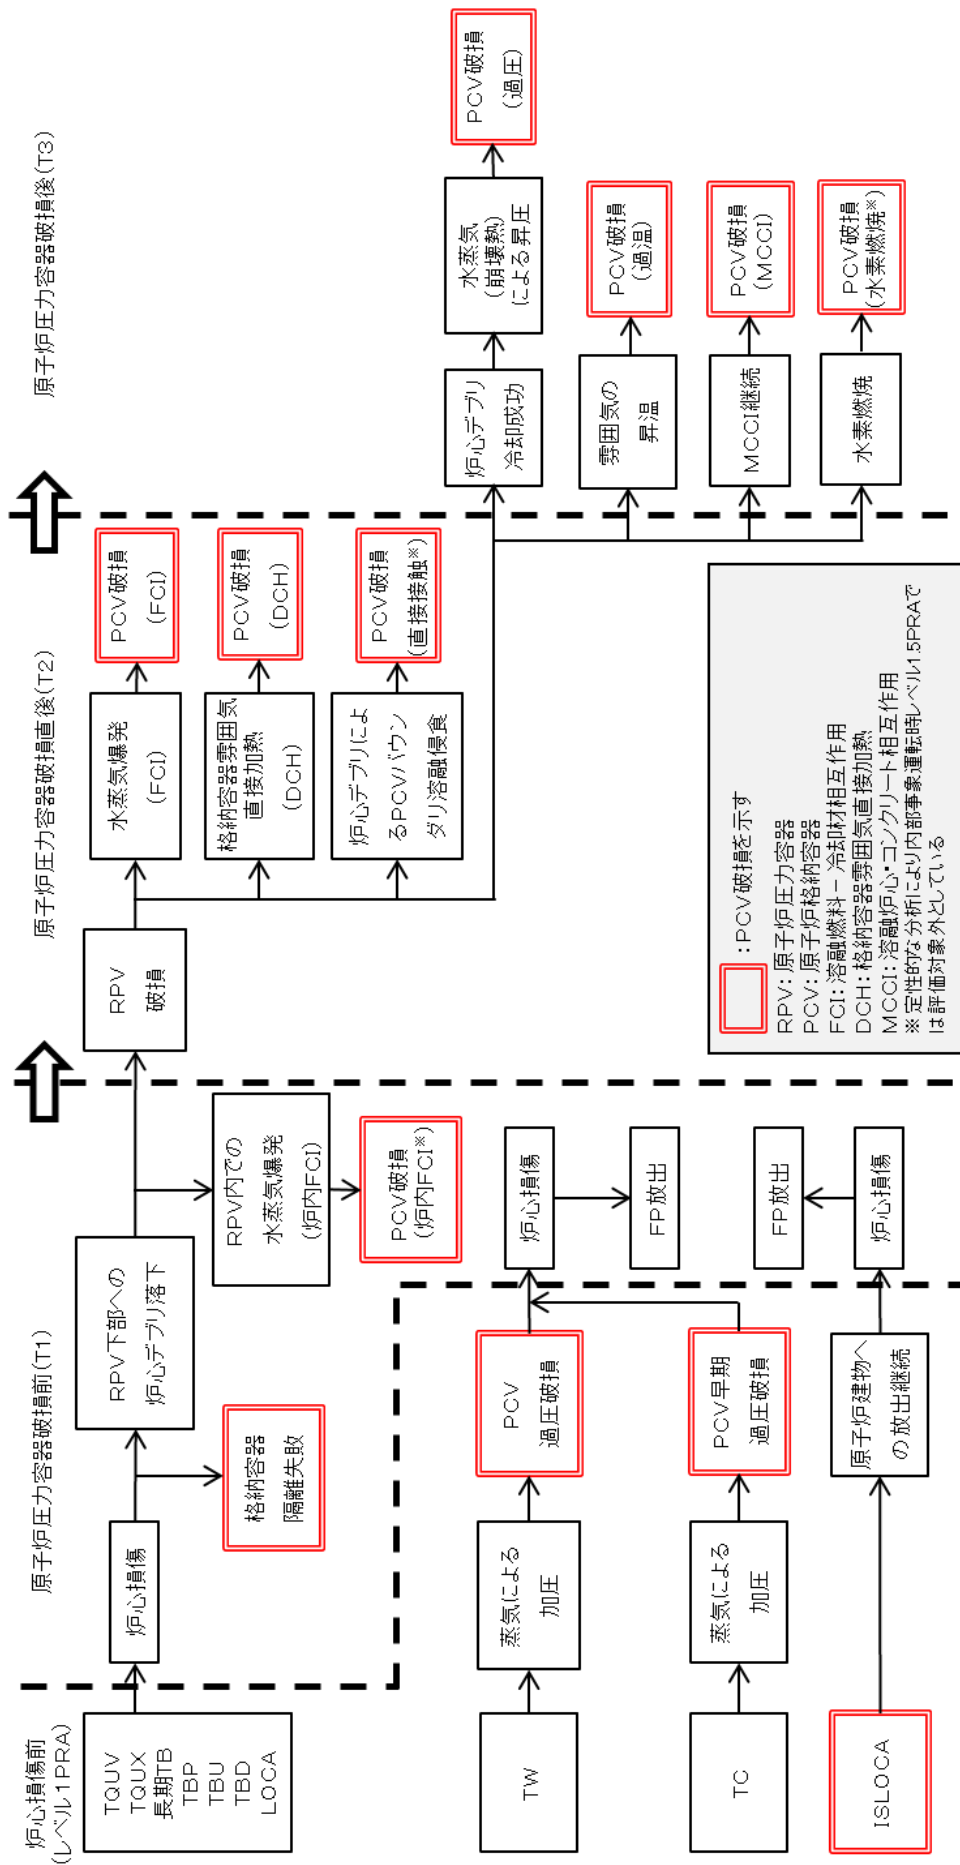 炉心損傷前
(レベル1PRA)
原子炉圧力容器破損前(T1)
原子炉圧力容器破損直後(T2)
原子炉圧力容器破損後(T3)
TQUV
TQUX
長期TB
TBP
TBU
TBD
LOCA
炉心損傷
格納容器
隔離失敗
RPV下部への
炉心デブリ落下
RPV内での
水蒸気爆発
(炉内FCI)
PCV破損
(炉内FCI※)
RPV
破損
水蒸気爆発
(FCI)
PCV破損
(FCI)
格納容器雰囲気
直接加熱
(DCH)
PCV破損
(DCH)
炉心デブリによ
るPCVバウン
ダリ溶融侵食
PCV破損
(直接接触※)
炉心デブリ
冷却成功
水蒸気
(崩壊熱)
による昇圧
PCV破損
(過圧)
雰囲気の
昇温
PCV破損
(過温)
MCCI継続
PCV破損
(MCCI)
水素燃焼
PCV破損
(水素燃焼※)
TW
蒸気による
加圧
PCV
過圧破損
炉心損傷
FP放出
TC
蒸気による
加圧
PCV早期
過圧破損
ISLOCA
原子炉建物へ
の放出継続
炉心損傷
FP放出
:PCV破損を示す
RPV:原子炉圧力容器
PCV:原子炉格納容器
FCI:溶融燃料-冷却材相互作用
DCH:格納容器雰囲気直接加熱
MCCI:溶融炉心・コンクリート相互作用
※定性的な分析により内部事象運転時レベル1.5PRAで
は評価対象外としている